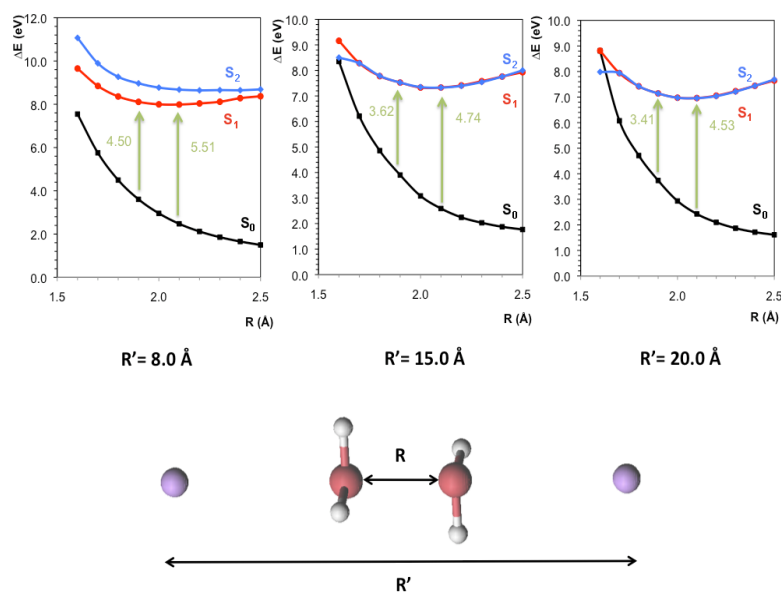 ΔE (eV)
12.0
10.0
8.0
6.0
4.0
2.0
0.0
S2
S1
S0
4.50
5.51
1.5
2.0
2.5
R (Å)
R’= 8.0 Å
ΔE (eV)
10.0
9.0
8.0
7.0
6.0
5.0
4.0
3.0
2.0
1.0
0.0
S2
S1
S0
3.62
4.74
1.5
2.0
2.5
R (Å)
R’= 15.0 Å
ΔE (eV)
10.0
9.0
8.0
7.0
6.0
5.0
4.0
3.0
2.0
1.0
0.0
S2
S1
S0
3.41
4.53
1.5
2.0
2.5
R (Å)
R’= 20.0 Å
R
R’